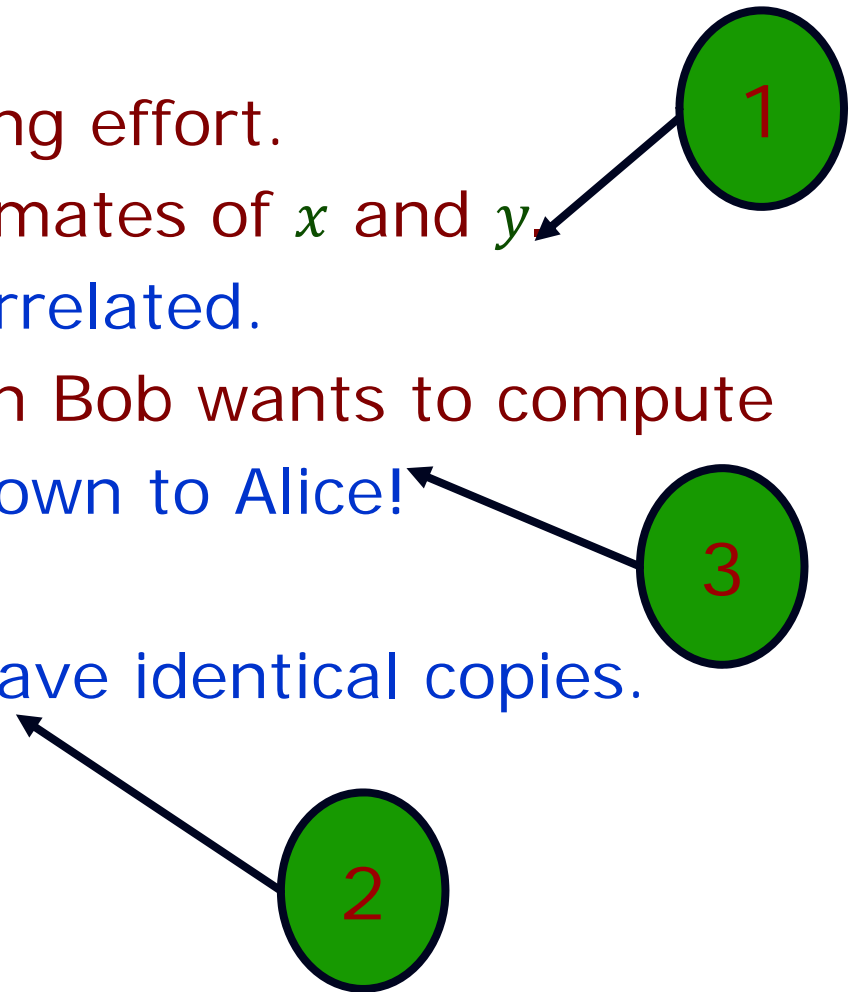 1
ng effort.
mates of x and y.
rrelated.
n Bob wants to compute
own to Alice!
3
ave identical copies.
2